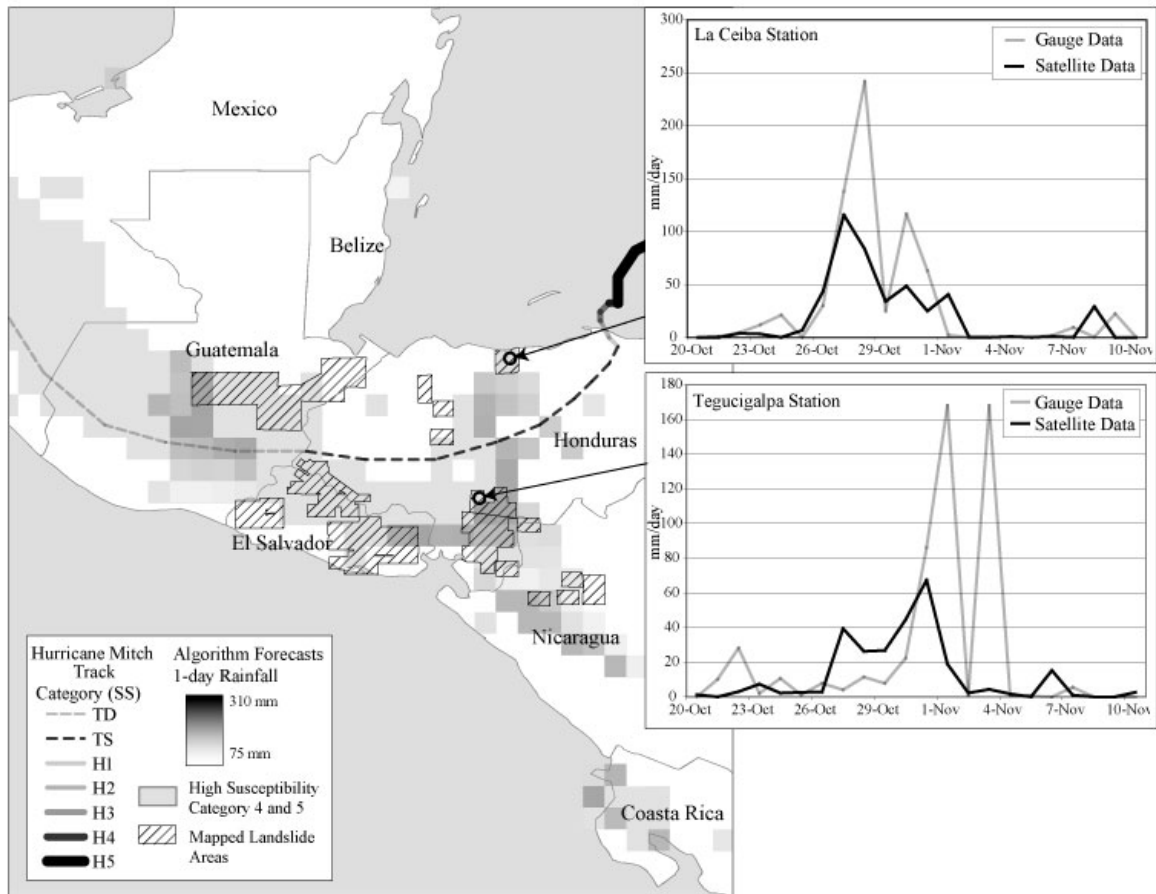 Mexico
Belize
Guatemala
Honduras
El Salvador
Nicaragua
Coasta Rica
Hurricane Mitch
Track
Category (SS)
TD
TS
H1
H2
H3
H4
H5
Algorithm Forecasts
1-day Rainfall
310 mm
75 mm
High Susceptibility
Category 4 and 5
Mapped Landslide
Areas
La Ceiba Station
Gauge Data
Satellite Data
mm/day
300
250
200
150
100
50
0
20-Oct 23-Oct 26-Oct 29-Oct 1-Nov 4-Nov 7-Nov 10-Nov
Tegucigalpa Station
Gauge Data
Satellite Data
mm/day
180
160
140
120
100
80
60
40
20
0
20-Oct 23-Oct 26-Oct 29-Oct 1-Nov 4-Nov 7-Nov 10-Nov